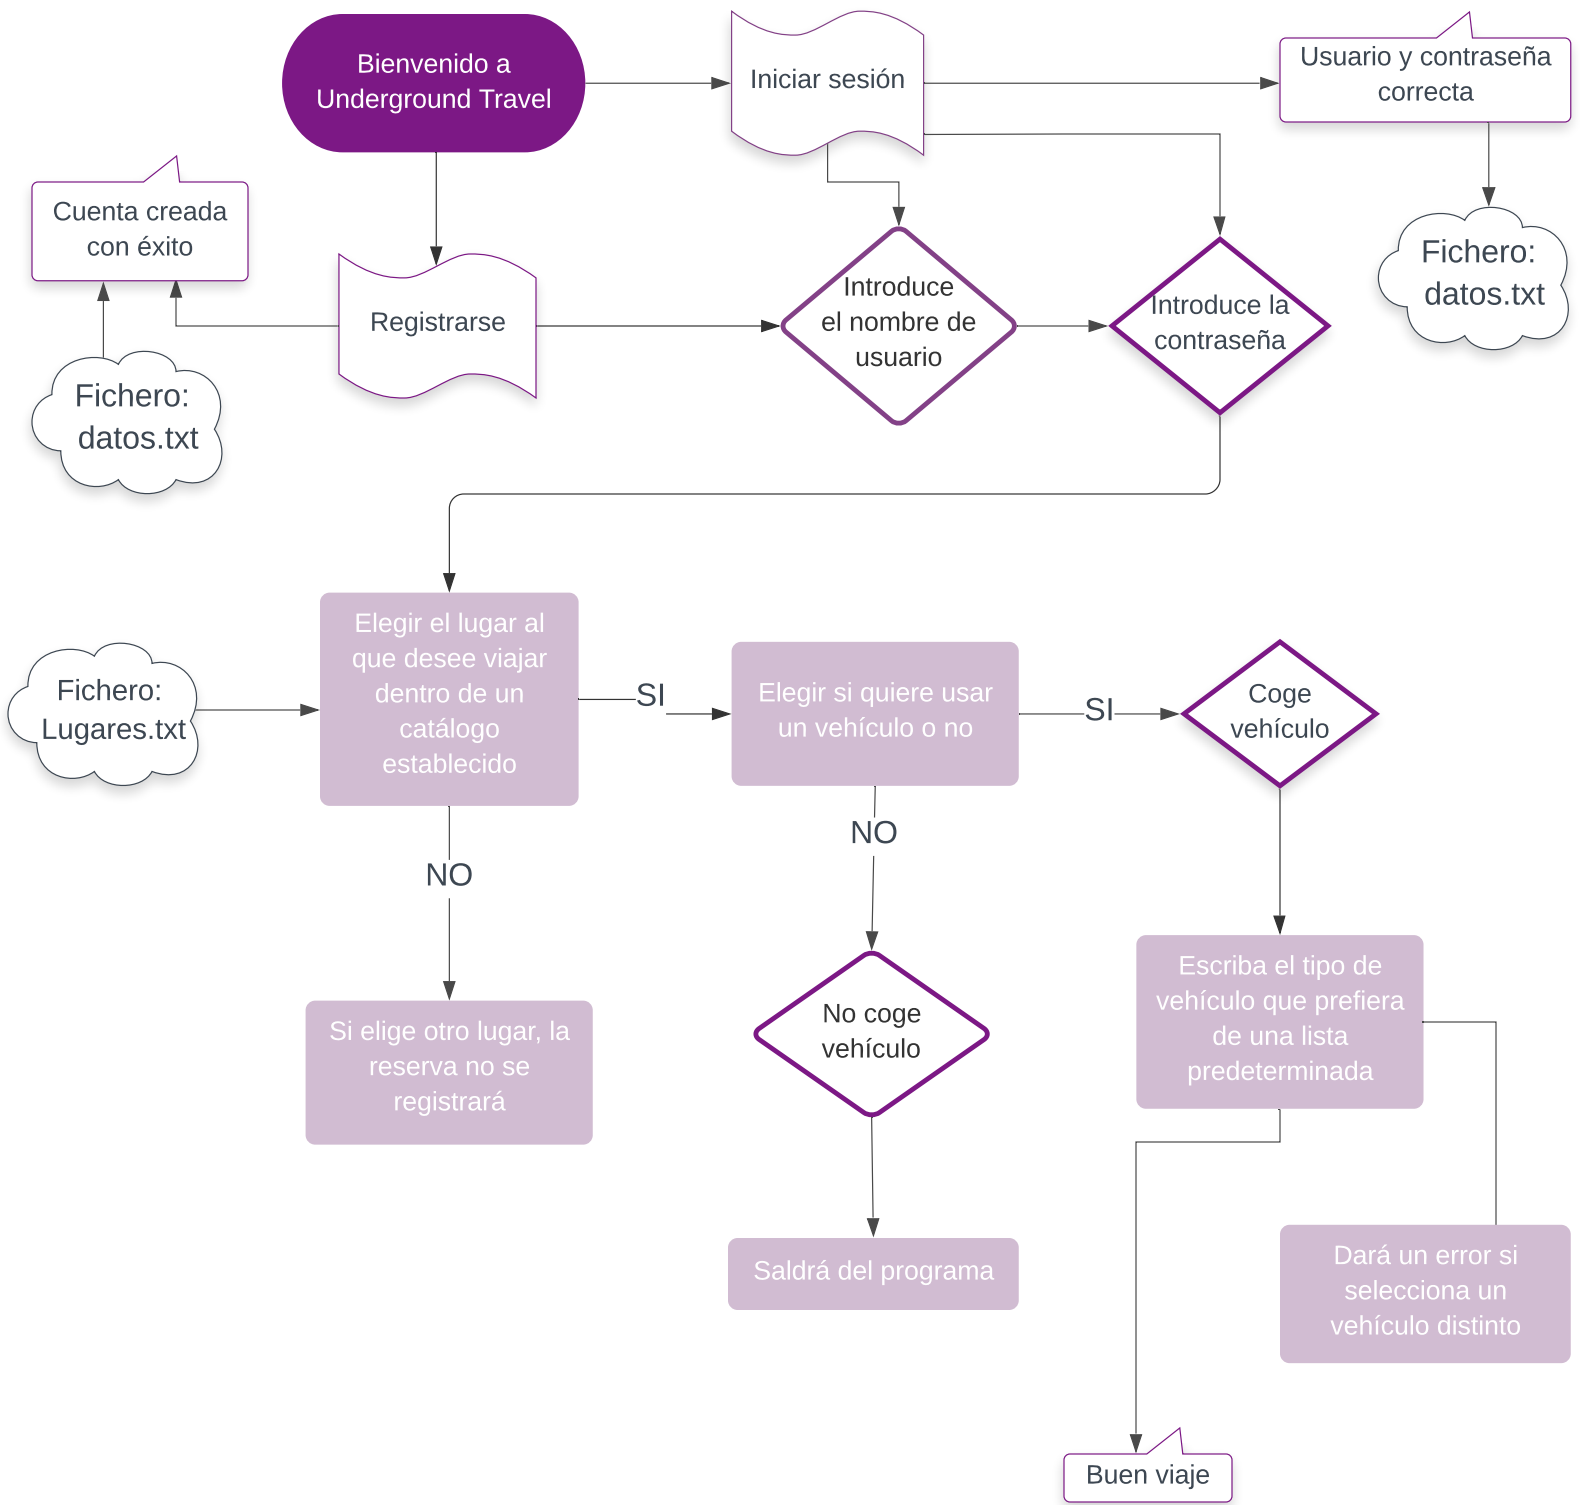 Bienvenido a
Underground Travel
Iniciar sesión
Usuario y contraseña
correcta
Cuenta creada
con éxito
Registrarse
Introduce
el nombre de
usuario
Introduce la
contraseña
Fichero:
datos.txt
Fichero:
datos.txt
Elegir el lugar al
que desee viajar
dentro de un
catálogo
establecido
Fichero:
Lugares.txt
SI
Elegir si quiere usar
un vehículo o no
SI
Coge
vehículo
NO
NO
Si elige otro lugar, la
reserva no se
registrará
No coge
vehículo
Escriba el tipo de
vehículo que prefiera
de una lista
predeterminada
Saldrá del programa
Dará un error si
selecciona un
vehículo distinto
Buen viaje